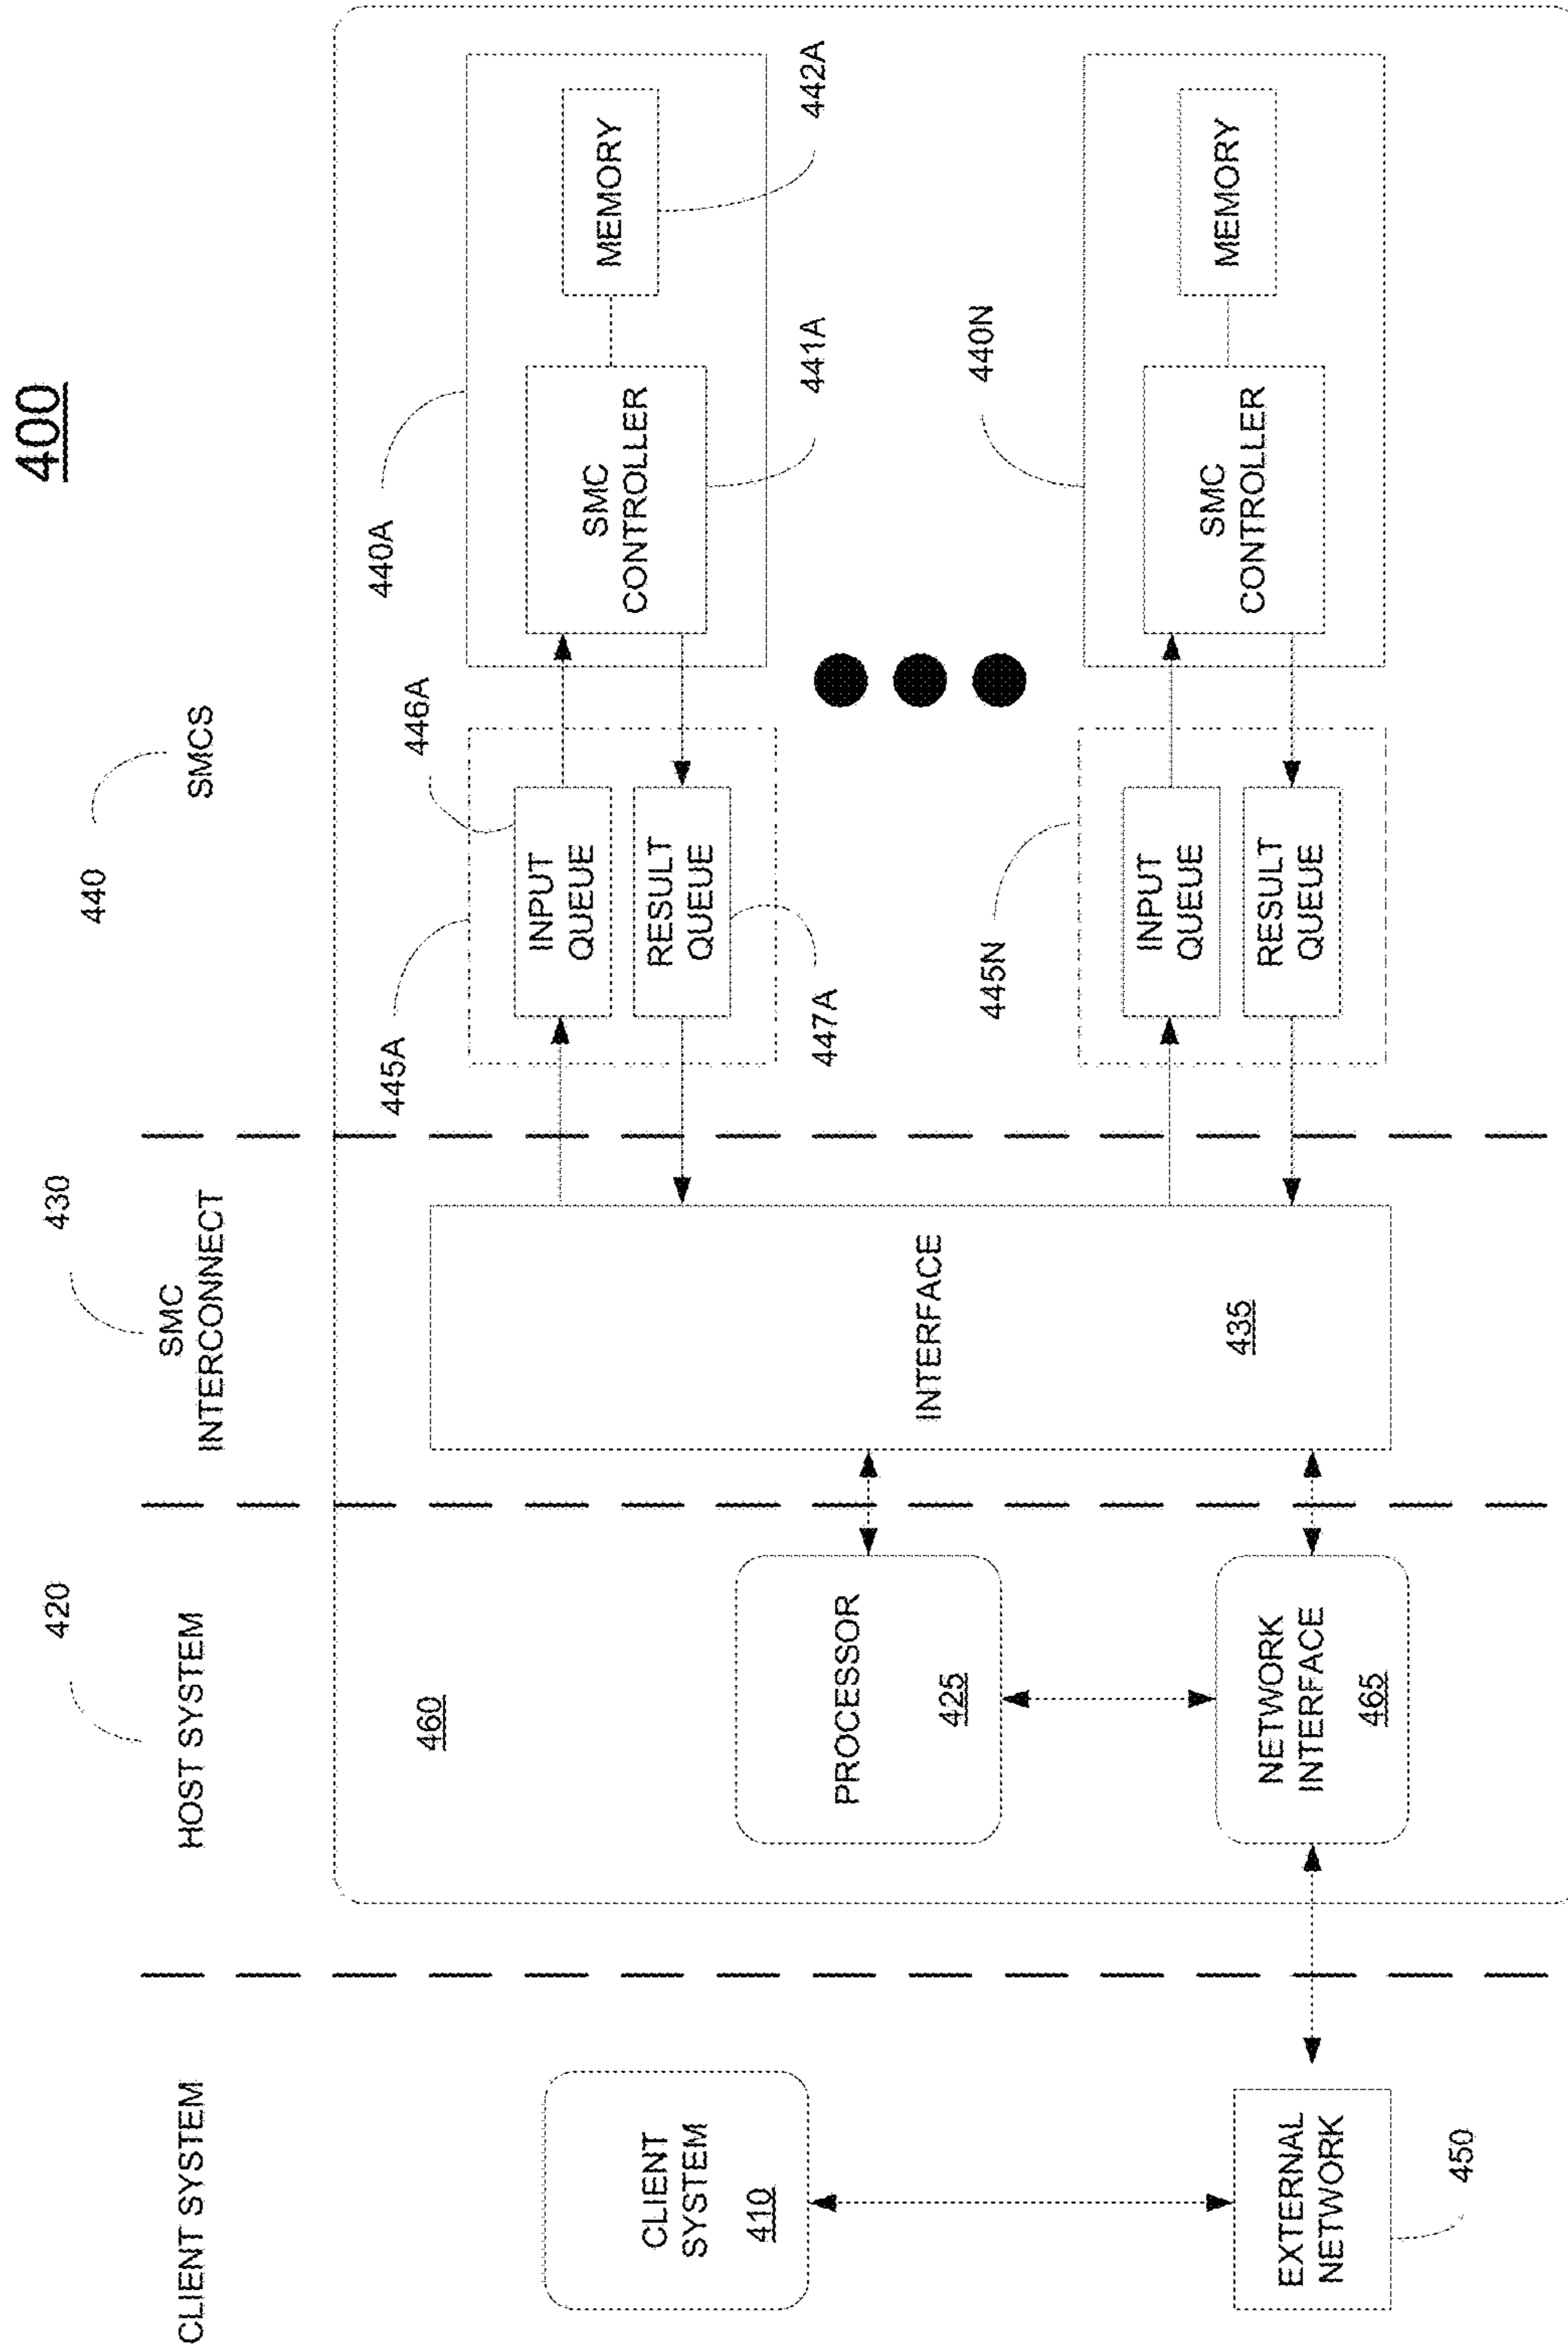 400
CLIENT SYSTEM
HOST SYSTEM
420
SMC
INTERCONNECT
430
SMCS
440
CLIENT
SYSTEM
410
EXTERNAL
NETWORK
450
460
PROCESSOR
425
NETWORK
INTERFACE
465
INTERFACE
435
445A
INPUT
QUEUE
446A
RESULT
QUEUE
447A
440A
SMC
CONTROLLER
441A
MEMORY
442A
445N
INPUT
QUEUE
RESULT
QUEUE
440N
SMC
CONTROLLER
MEMORY